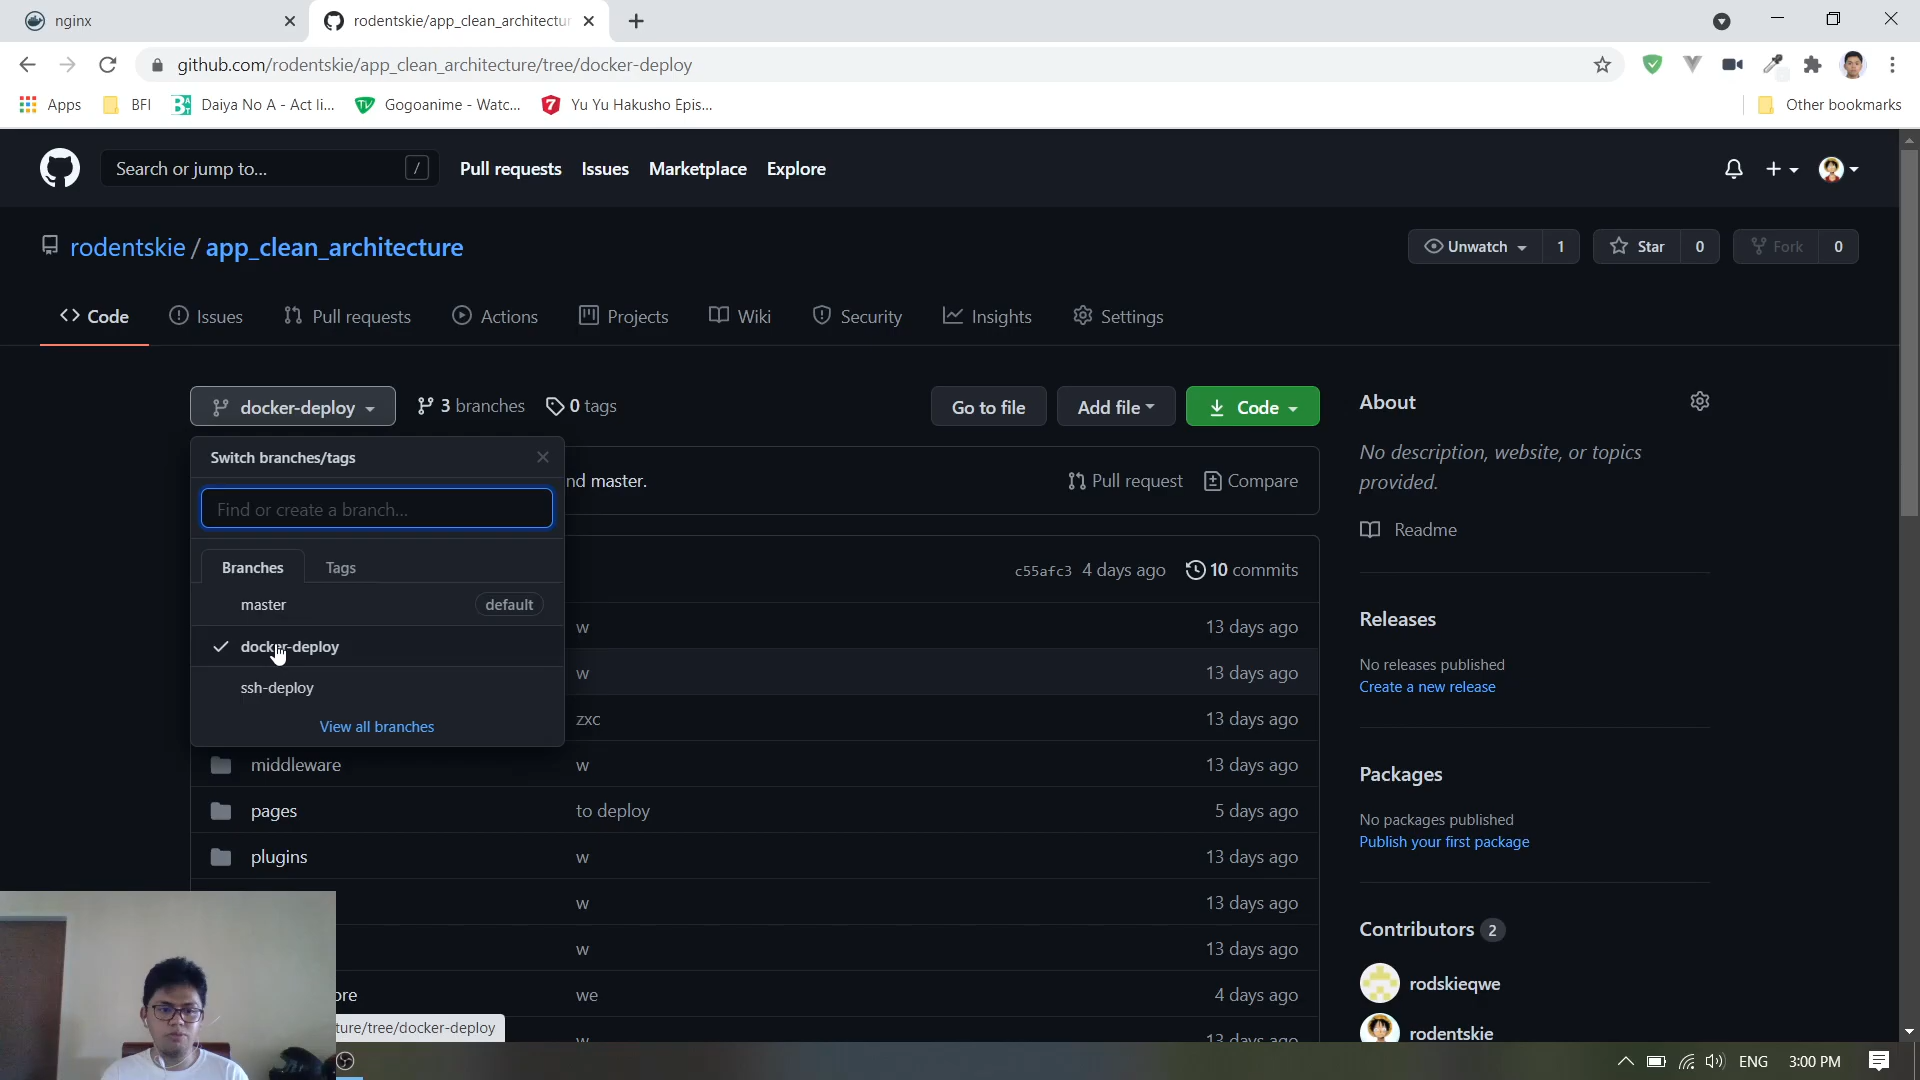 nginx
rodentskie/app_clean_architectur
github.com/rodentskie/app_clean_architecture/tree/docker-deploy
Apps
BFI
Daiya No A - Act li...
Gogoanime - Watc...
Yu Yu Hakusho Epis...
Other bookmarks
Search or jump to...
/
Pull requests
Issues
Marketplace
Explore
rodentskie / app_clean_architecture
Unwatch
1
Star
0
Fork
0
Code
Issues
Pull requests
Actions
Projects
Wiki
Security
Insights
Settings
docker-deploy
3 branches
0 tags
Go to file
Add file
Code
About
No description, website, or topics
provided.
Readme
Switch branches/tags
Find or create a branch...
Branches
Tags
master
default
docker-deploy
ssh-deploy
View all branches
nd master.
Pull request
Compare
c55afc3
4 days ago
10 commits
w
13 days ago
w
13 days ago
zxc
13 days ago
middleware
w
13 days ago
pages
to deploy
5 days ago
plugins
w
13 days ago
w
13 days ago
w
13 days ago
ore
we
4 days ago
w
13 days ago
Releases
No releases published
Create a new release
Packages
No packages published
Publish your first package
Contributors 2
rodskieqwe
rodentskie
ture/tree/docker-deploy
ENG
3:00 PM